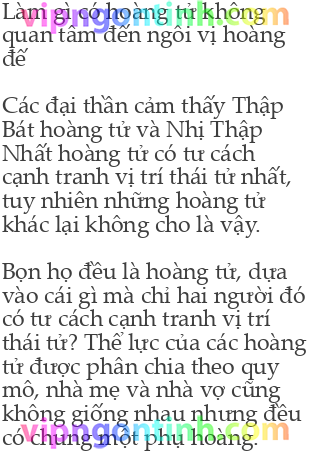 Làm gì có hoàng tử không
quan tâm đến ngôi vị hoàng
đế
Các đại thần cảm thấy Thập
Bát hoàng tử và Nhị Thập
Nhất hoàng tử có tư cách
cạnh tranh vị trí thái tử nhất,
tuy nhiên những hoàng tử
khác lại không cho là vậy.
Bọn họ đều là hoàng tử, dựa
vào cái gì mà chỉ hai người đó
có tư cách cạnh tranh vị trí
thái tử? Thế lực của các hoàng
tử được phân chia theo quy
mô, nhà mẹ và nhà vợ cũng
không giống nhau nhưng đều
có chung một phụ hoàng.
vipngontinh.com
vipngontinh.com